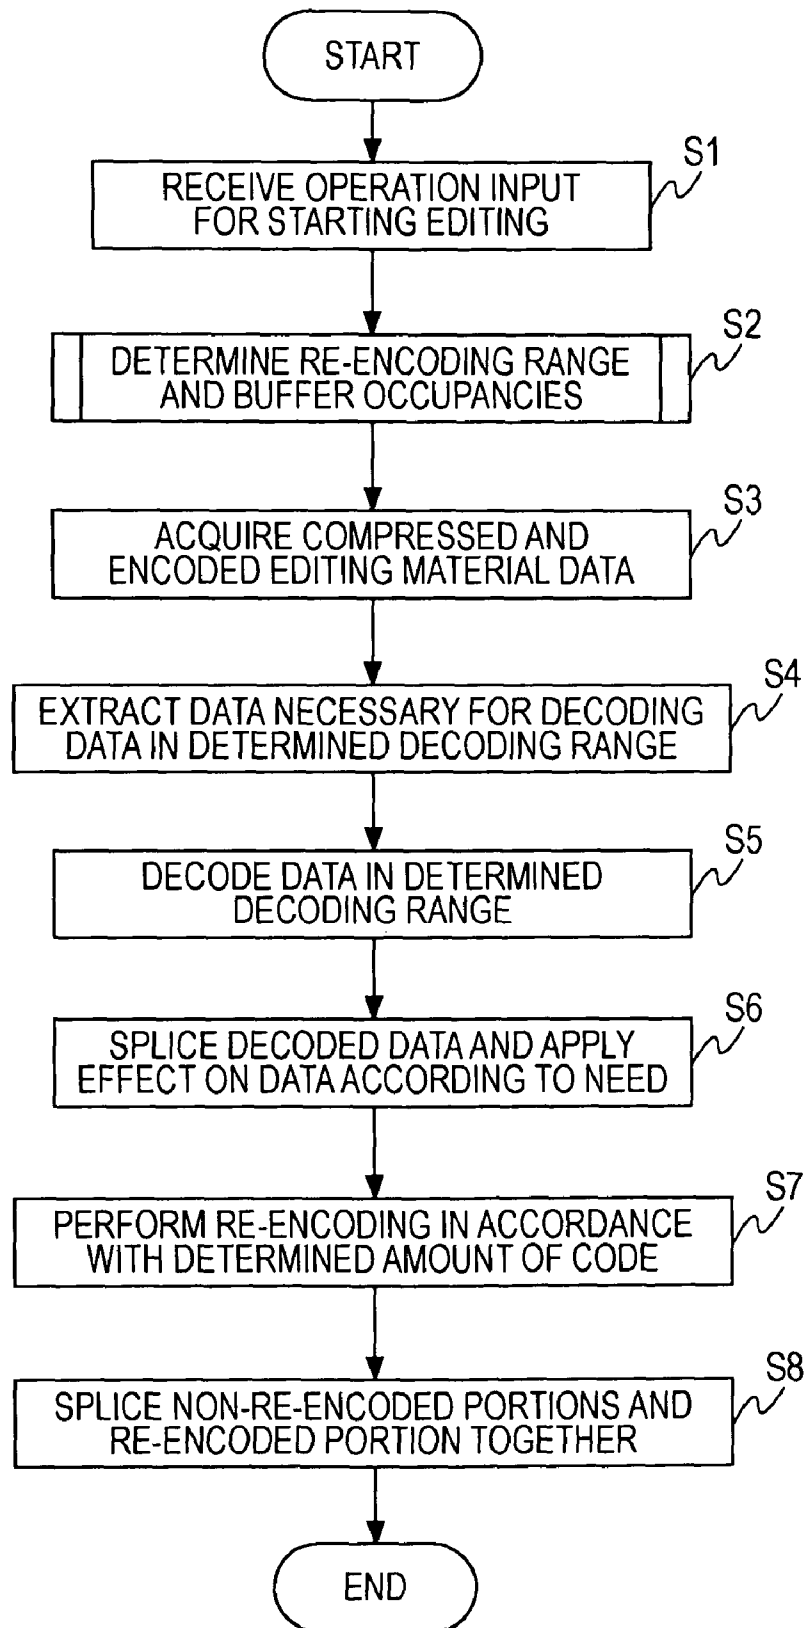 START
S1
RECEIVE OPERATION INPUT
FOR STARTING EDITING
S2
DETERMINE RE-ENCODING RANGE
AND BUFFER OCCUPANCIES
S3
ACQUIRE COMPRESSED AND
ENCODED EDITING MATERIAL DATA
S4
EXTRACT DATA NECESSARY FOR DECODING
DATA IN DETERMINED DECODING RANGE
S5
DECODE DATA IN DETERMINED
DECODING RANGE
S6
SPLICE DECODED DATA AND APPLY
EFFECT ON DATA ACCORDING TO NEED
S7
PERFORM RE-ENCODING IN ACCORDANCE
WITH DETERMINED AMOUNT OF CODE
S8
SPLICE NON-RE-ENCODED PORTIONS AND
RE-ENCODED PORTION TOGETHER
END